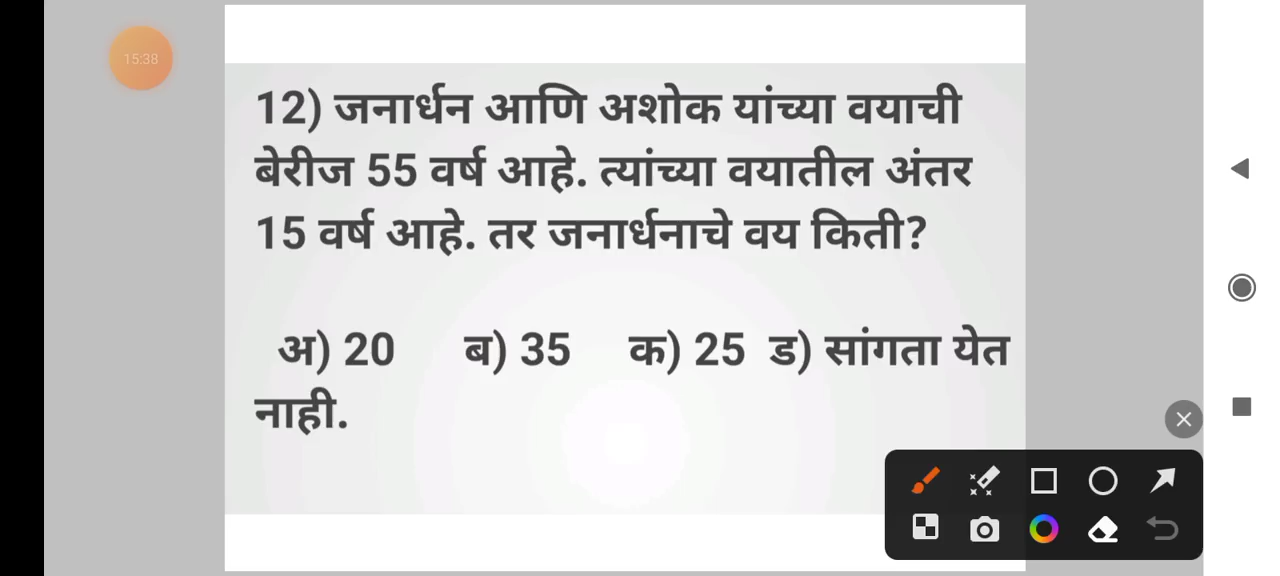 15:38
12) जनार्धन आणि अशोक यांच्या वयाची
बेरीज 55 वर्ष आहे. त्यांच्या वयातील अंतर
15 वर्ष आहे. तर जनार्धनाचे वय किती?
अ) 20 ब) 35 क) 25 ड) सांगता येत
नाही.